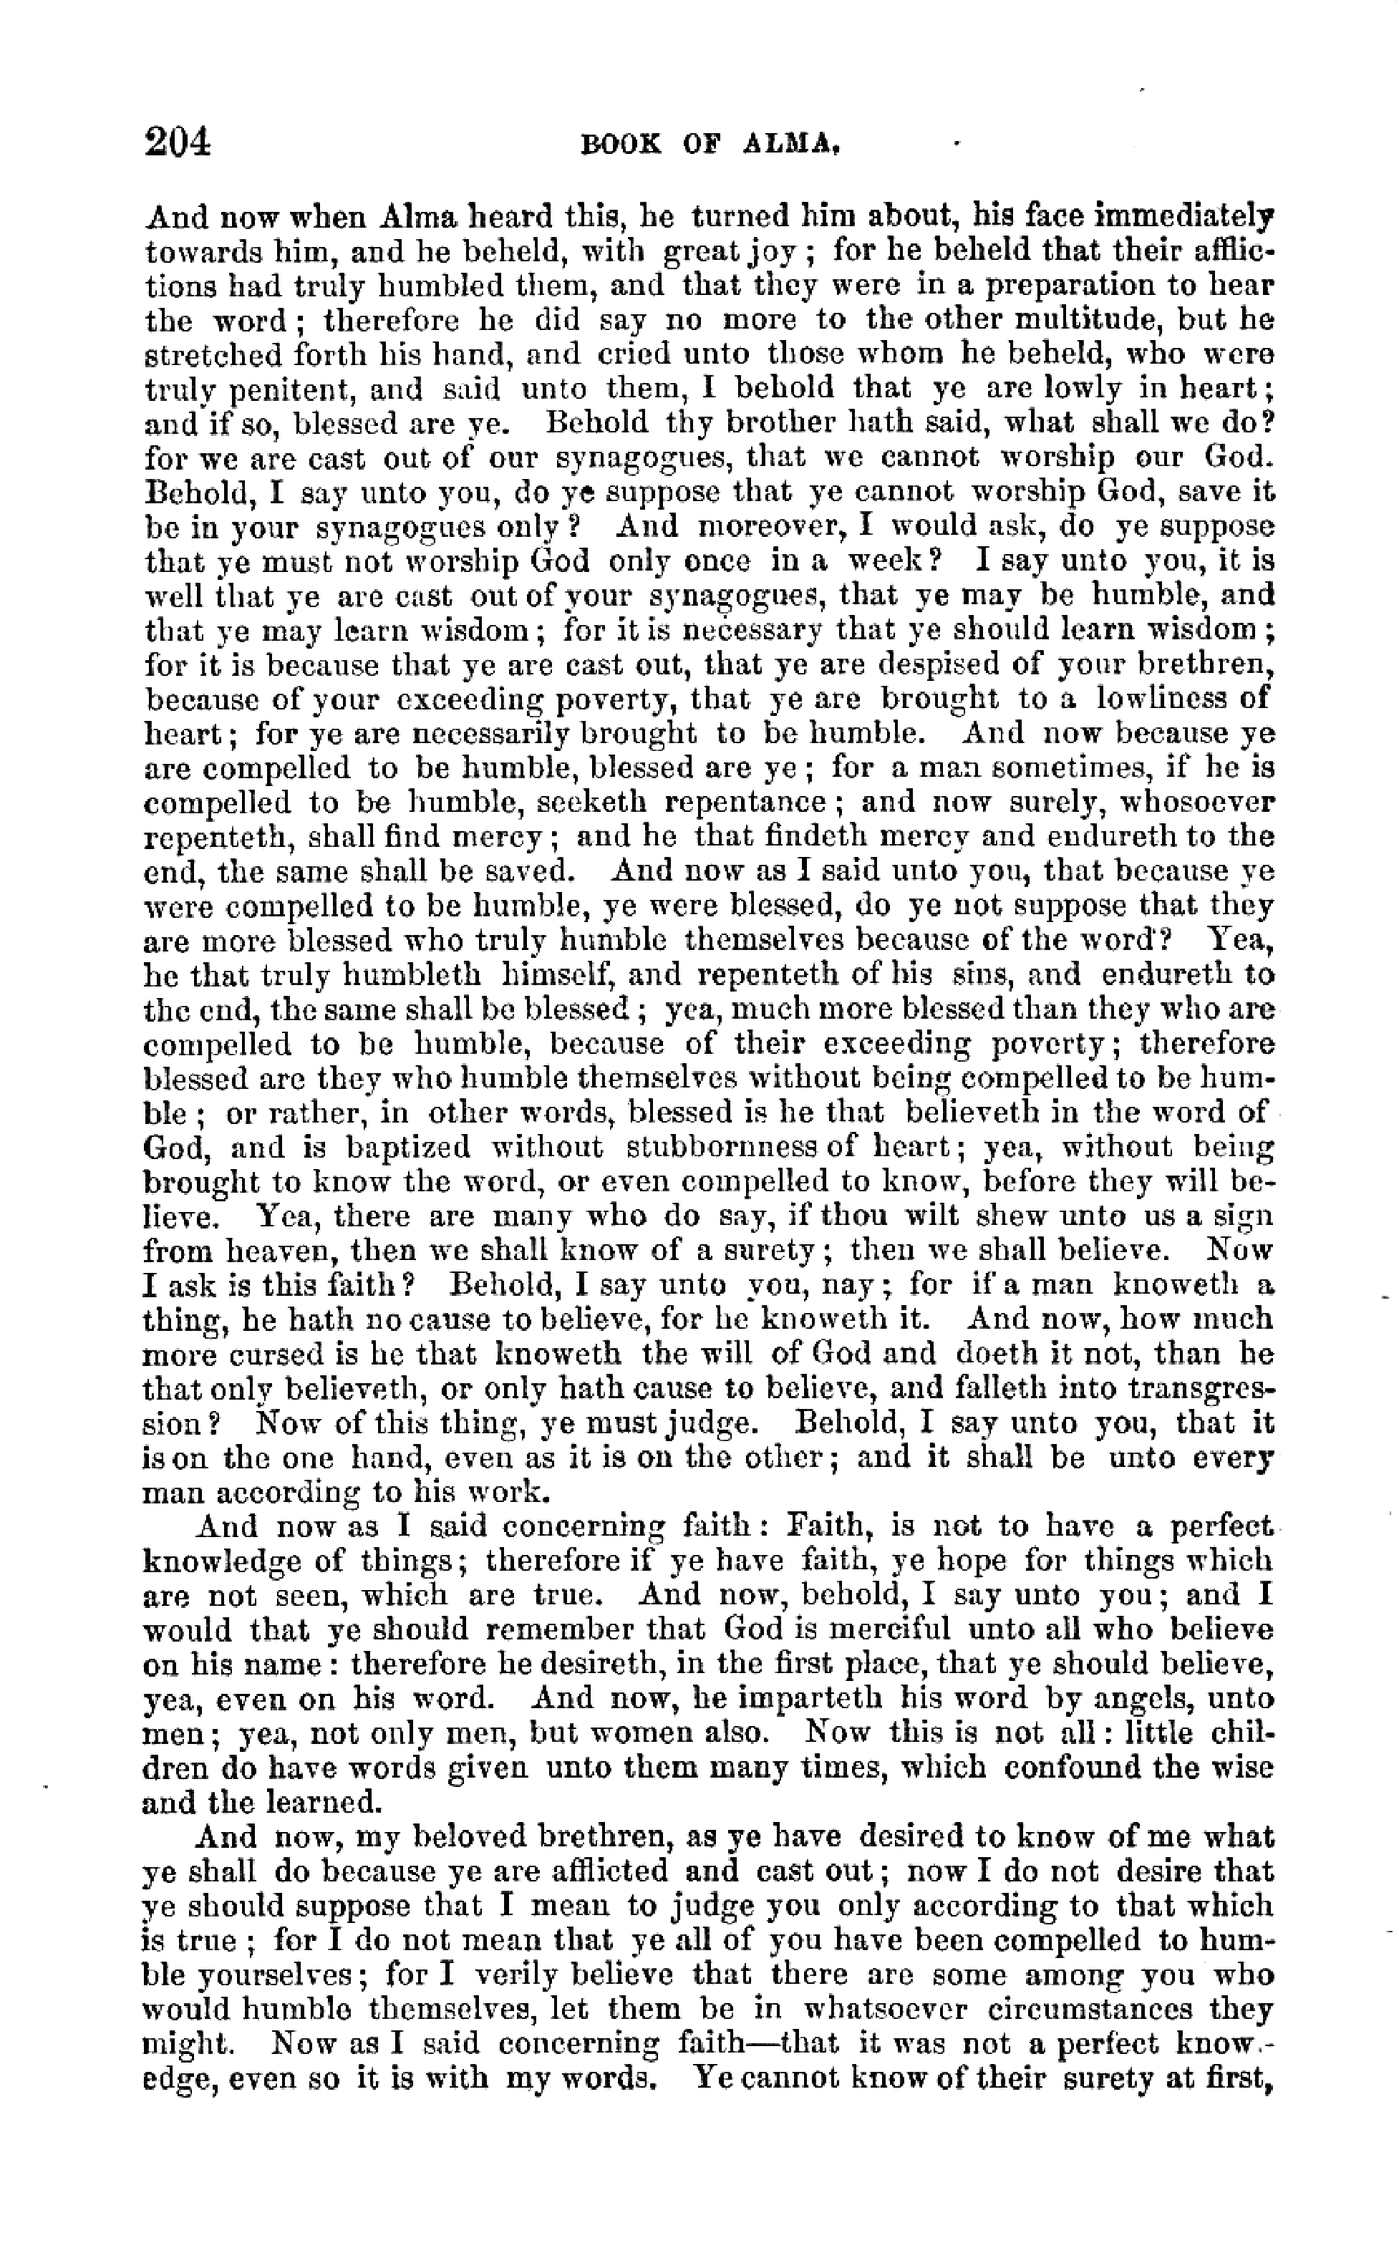 204 BOOK OF ALMA.
And now when Alma heard this, he turned him about, his face immediately
towards him, and he beheld, with great joy; for he beheld that their afflic-
tions had truly humbled them, and that they were in a preparation to hear
the word; therefore he did say no more to the other multitude, but he
stretched forth his hand, and cried unto those whom he beheld, who were
truly penitent, and said unto them, I behold that ye are lowly in heart;
and if so, blessed are ye. Behold thy brother hath said, what shall we do?
for we are cast out of our synagogues, that we cannot worship our God.
Behold, I say unto you, do ye suppose that ye cannot worship God, save it
be in your synagogues only? And moreover, I would ask, do ye suppose
that ye must not worship God only once in a week? I say unto you, it is
well that ye are cast out of your synagogues, that ye may be humble, and
that ye may learn wisdom; for it is necessary that ye should learn wisdom;
for it is because that ye are cast out, that ye are despised of your brethren,
because of your exceeding poverty, that ye are brought to a lowliness of
heart; for ye are necessarily brought to be humble. And now because ye
are compelled to be humble, blessed are ye; for a man sometimes, if he is
compelled to be humble, seeketh repentance; and now surely, whosoever
repenteth, shall find mercy; and he that findeth mercy and endureth to the
end, the same shall be saved. And now as I said unto you, that because ye
were compelled to be humble, ye were blessed, do ye not suppose that they
are more blessed who truly humble themselves because of the word? Yea,
he that truly humbleth himself, and repenteth of his sins, and endureth to
the end, the same shall be blessed; yea, much more blessed than they who are
compelled to be humble, because of their exceeding poverty; therefore
blessed are they who humble themselves without being compelled to be hum-
ble; or rather, in other words, blessed is he that believeth in the word of
God, and is baptized without stubbornness of heart; yea, without being
brought to know the word, or even compelled to know, before they will be-
lieve. Yea, there are many who do say, if thou wilt shew unto us a sign
from heaven, then we shall know of a surety; then we shall believe. Now
I ask is this faith? Behold, I say unto you, nay; for if a man knoweth a
thing, he hath no cause to believe, for he knoweth it. And now, how much
more cursed is he that knoweth the will of God and doeth it not, than he
that only believeth, or only hath cause to believe, and falleth into transgres-
sion? Now of this thing, ye must judge. Behold, I say unto you, that it
is on the one hand, even as it is on the other; and it shall be unto every
man according to his work.
And now as I said concerning faith: Faith, is not to have a perfect
knowledge of things; therefore if ye have faith, ye hope for things which
are not seen, which are true. And now, behold, I say unto you; and I
would that ye should remember that God is merciful unto all who believe
on his name: therefore he desireth, in the first place, that ye should believe,
yea, even on his word. And now, he imparteth his word by angels, unto
men; yea, not only men, but women also. Now this is not all: little chil-
dren do have words given unto them many times, which confound the wise
and the learned.
And now, my beloved brethren, as ye have desired to know of me what
ye shall do because ye are afflicted and cast out; now I do not desire that
ye should suppose that I mean to judge you only according to that which
is true; for I do not mean that ye all of you have been compelled to hum-
ble yourselves; for I verily believe that there are some among you who
would humble themselves, let them be in whatsoever circumstances they
might. Now as I said concerning faith—that it was not a perfect know.-
edge, even so it is with my words. Ye cannot know of their surety at first,